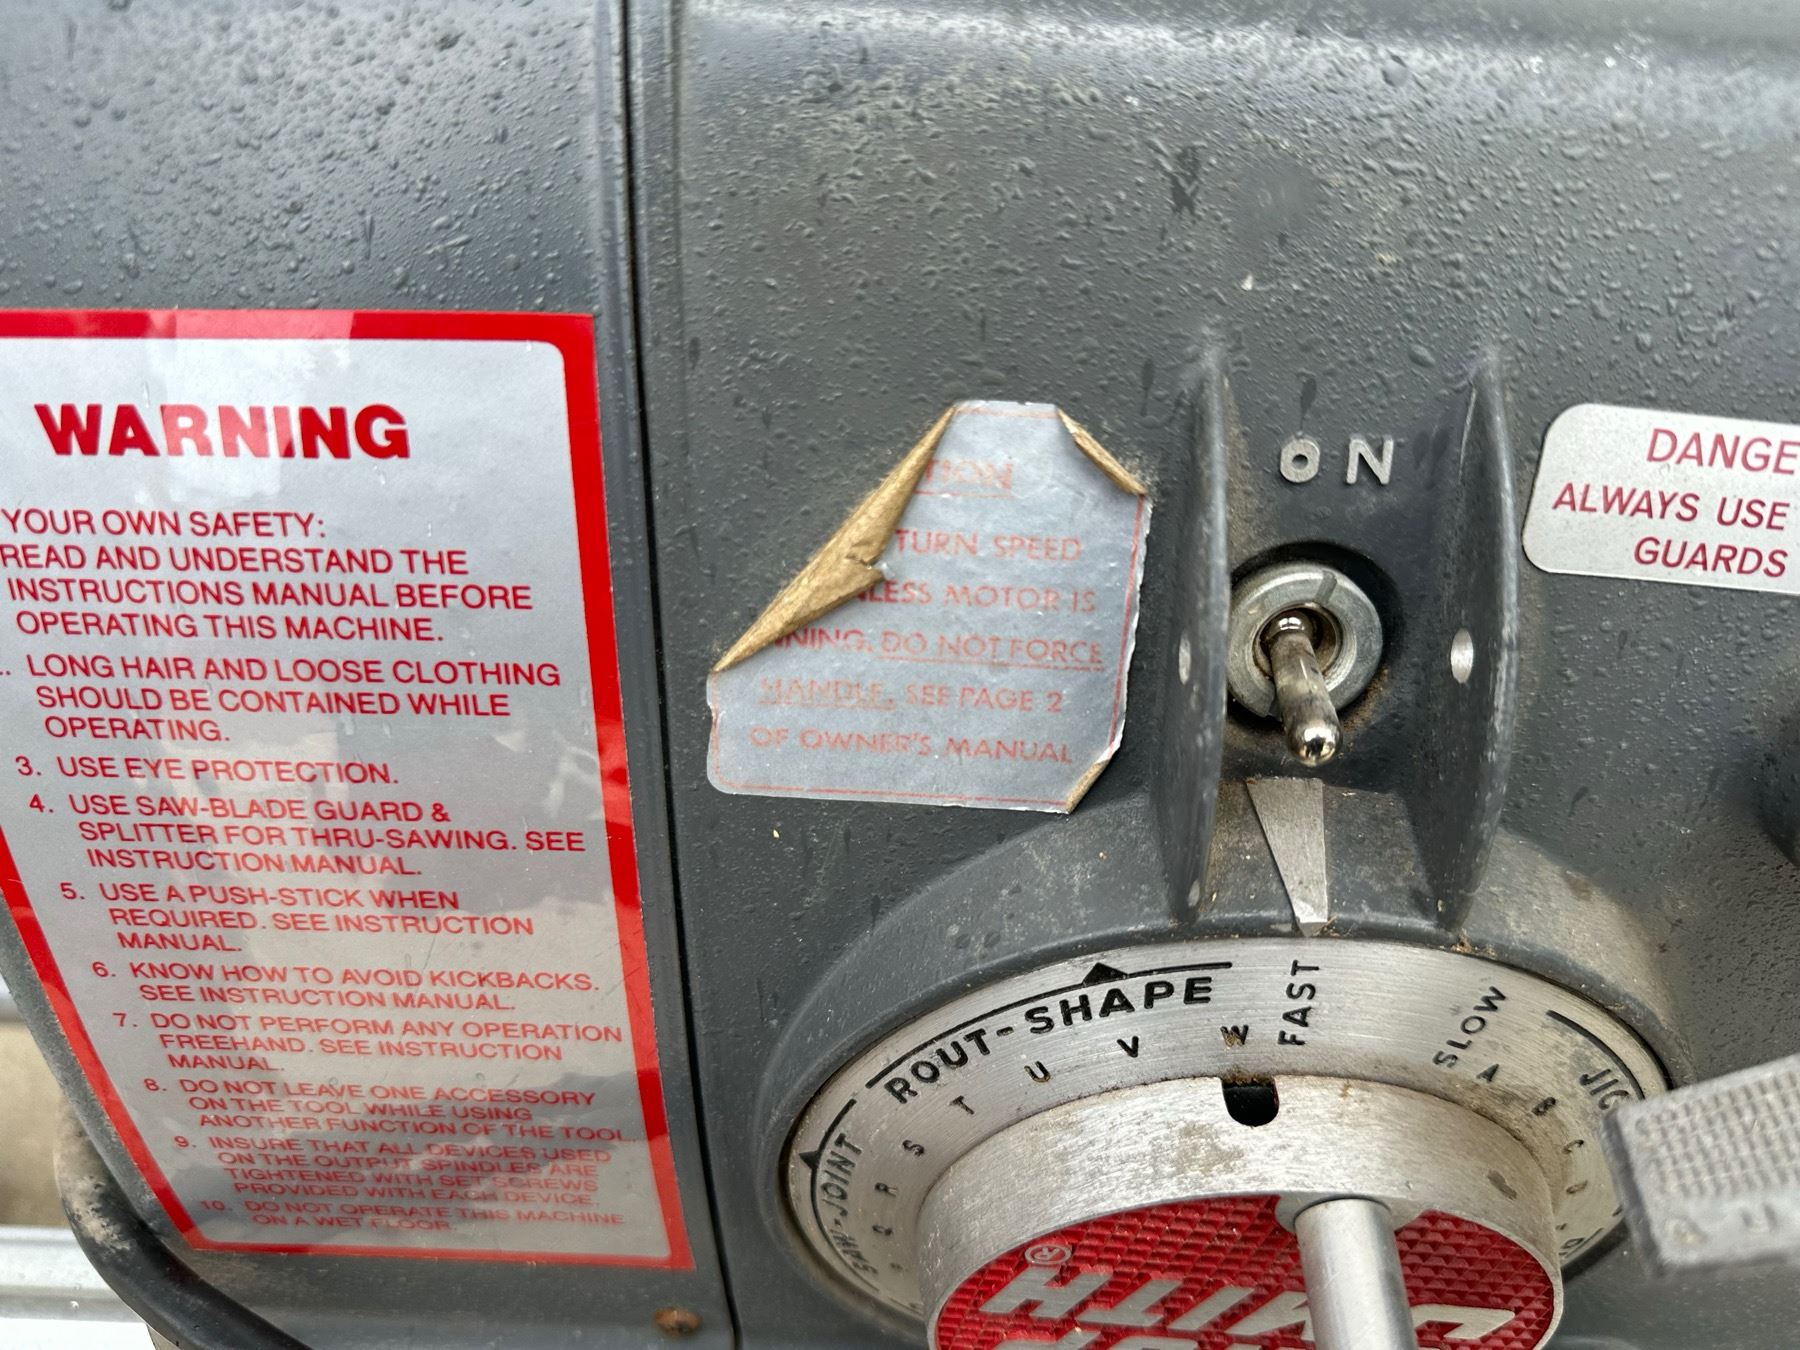 WARNING
YOUR OWN SAFETY:
READ AND UNDERSTAND THE
INSTRUCTIONS MANUAL BEFORE
OPERATING THIS MACHINE.
LONG HAIR AND LOOSE CLOTHING
SHOULD BE CONTAINED WHILE
OPERATING.
3. USE EYE PROTECTION.
4. USE SAW-BLADE GUARD &
SPLITTER FOR THRU-SAWING. SEE
INSTRUCTION MANUAL.
5. USE A PUSH-STICK WHEN
REQUIRED. SEE INSTRUCTION
MANUAL.
6. KNOW HOW TO AVOID KICKBACKS.
SEE INSTRUCTION MANUAL.
7. DO NOT PERFORM ANY OPERATION
FREEHAND. SEE INSTRUCTION
MANUAL.
8. DO NOT LEAVE ONE ACCESSORY
ON THE TOOL WHILE USING
ANOTHER FUNCTION OF THE TOOL.
9. INSURE THAT ALL DEVICES USED
ON THE OUTPUT SPINDLES ARE
TIGHTENED WITH SET SCREWS
PROVIDED WITH EACH DEVICE.
10. DO NOT OPERATE THIS MACHINE
ON A WET FLOOR.
TION
TURN SPEED
LESS MOTOR IS
NING. DO NOT FORCE
HANDLE. SEE PAGE 2
OF OWNER'S MANUAL
ON
DANGE
ALWAYS USE
GUARDS
ROUT-SHAPE
FAST
SLOW
JIG
W V U T S R Q
A B C
SAW-JOINT
SMITH